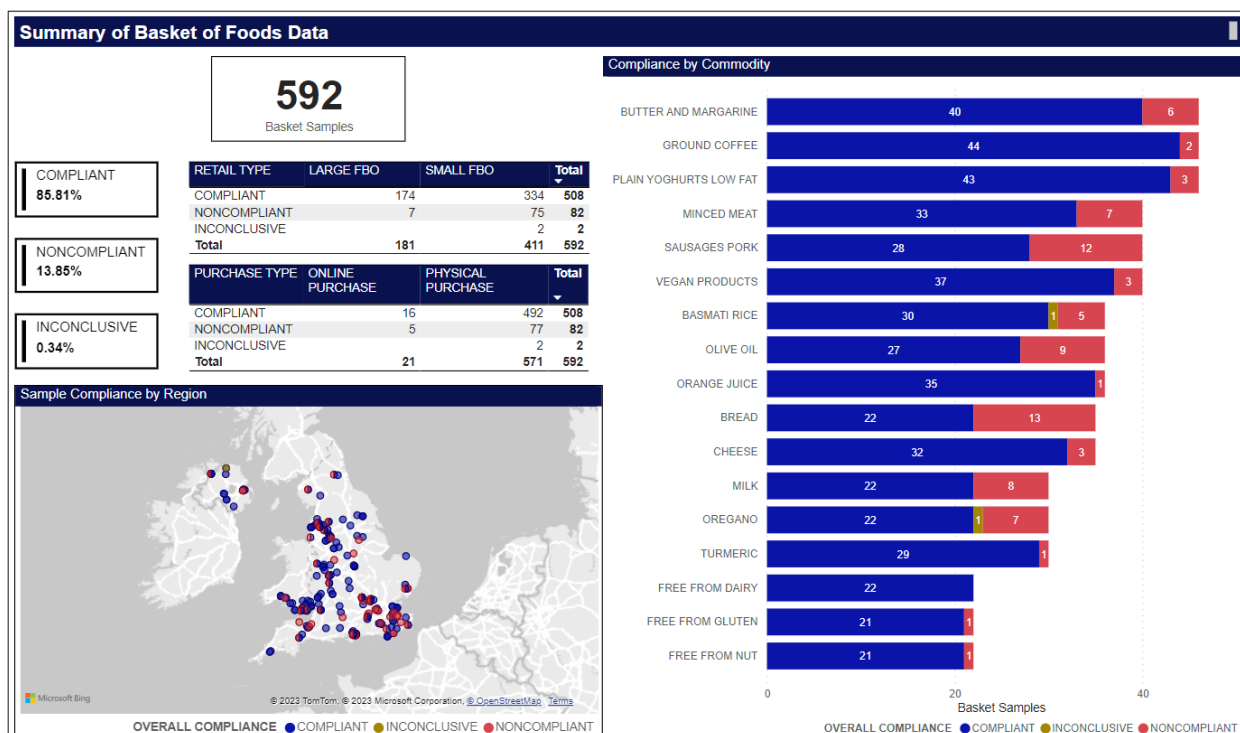 Summary of Basket of Foods Data
592
Basket Samples
COMPLIANT
85.81%
NONCOMPLIANT
13.85%
INCONCLUSIVE
0.34%
RETAIL TYPE LARGE FBO SMALL FBO Total
COMPLIANT 174 334 508
NONCOMPLIANT 7 75 82
INCONCLUSIVE 2 2
Total 181 411 592
PURCHASE TYPE ONLINE PURCHASE PHYSICAL PURCHASE Total
COMPLIANT 16 492 508
NONCOMPLIANT 5 77 82
INCONCLUSIVE 2 2
Total 21 571 592
Sample Compliance by Region
Microsoft Bing
© 2023 TomTom, © 2023 Microsoft Corporation, © OpenStreetMap Terms
OVERALL COMPLIANCE COMPLIANT INCONCLUSIVE NONCOMPLIANT
Compliance by Commodity
BUTTER AND MARGARINE 40 6
GROUND COFFEE 44 2
PLAIN YOGHURTS LOW FAT 43 3
MINCED MEAT 33 7
SAUSAGES PORK 28 12
VEGAN PRODUCTS 37 3
BASMATI RICE 30 1 5
OLIVE OIL 27 9
ORANGE JUICE 35 1
BREAD 22 13
CHEESE 32 3
MILK 22 8
OREGANO 22 1 7
TURMERIC 29 1
FREE FROM DAIRY 22
FREE FROM GLUTEN 21 1
FREE FROM NUT 21 1
0 20 40
Basket Samples
OVERALL COMPLIANCE COMPLIANT INCONCLUSIVE NONCOMPLIANT